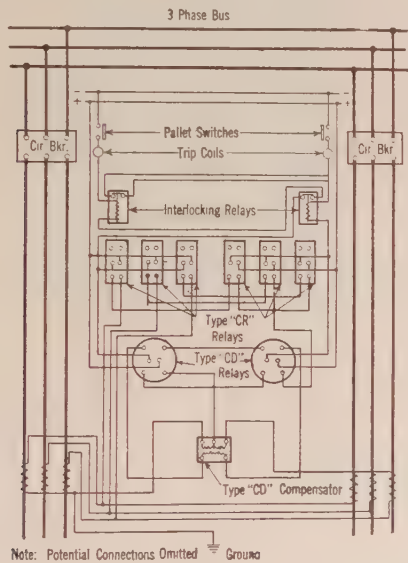 3 Phase Bus
Pallet Switches
Trip Coils
Cir Bkr.
Cir Bkr.
Interlocking Relays
Type "CR"
Relays
Type "CD"
Relays
Type "CD" Compensator
Note: Potential Connections Omitted
Ground